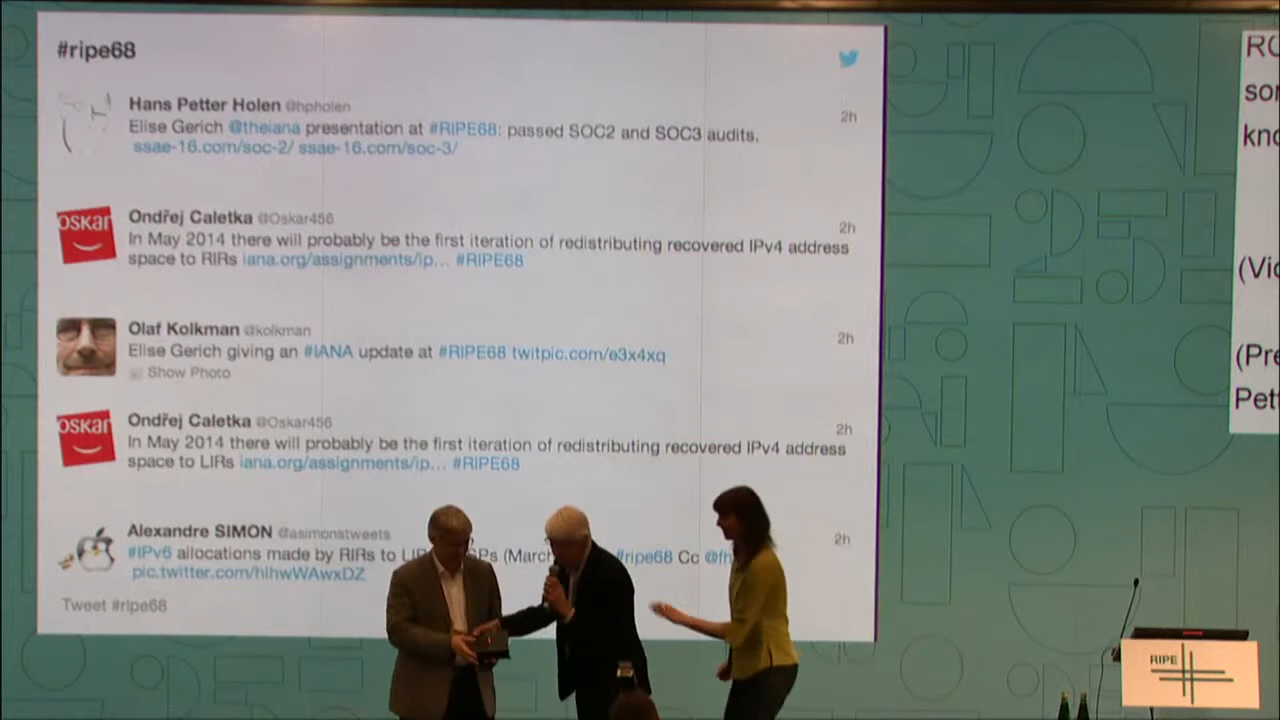 #ripe68
Hans Petter Holen @hpholen
2h
Elise Gerich @theiana presentation at #RIPE68: passed SOC2 and SOC3 audits.
ssae-16.com/soc-2/ ssae-16.com/soc-3/
OSKAR
Ondřej Caletka @Oskar456
2h
In May 2014 there will probably be the first iteration of redistributing recovered IPv4 address
space to RIRs iana.org/assignments/ip... #RIPE68
Olaf Kolkman @kolkman
2h
Elise Gerich giving an #IANA update at #RIPE68 twitpic.com/e3x4xq
Show Photo
OSKAR
Ondřej Caletka @Oskar456
2h
In May 2014 there will probably be the first iteration of redistributing recovered IPv4 address
space to LIRs iana.org/assignments/ip... #RIPE68
Alexandre SIMON @asimonstweets
2h
#IPv6 allocations made by RIRs to (March #ripe68 Cc
pic.twitter.com/hihwWAwxDZ
Tweet #ripe68
(Vic
(Pre
Pett
RIPE